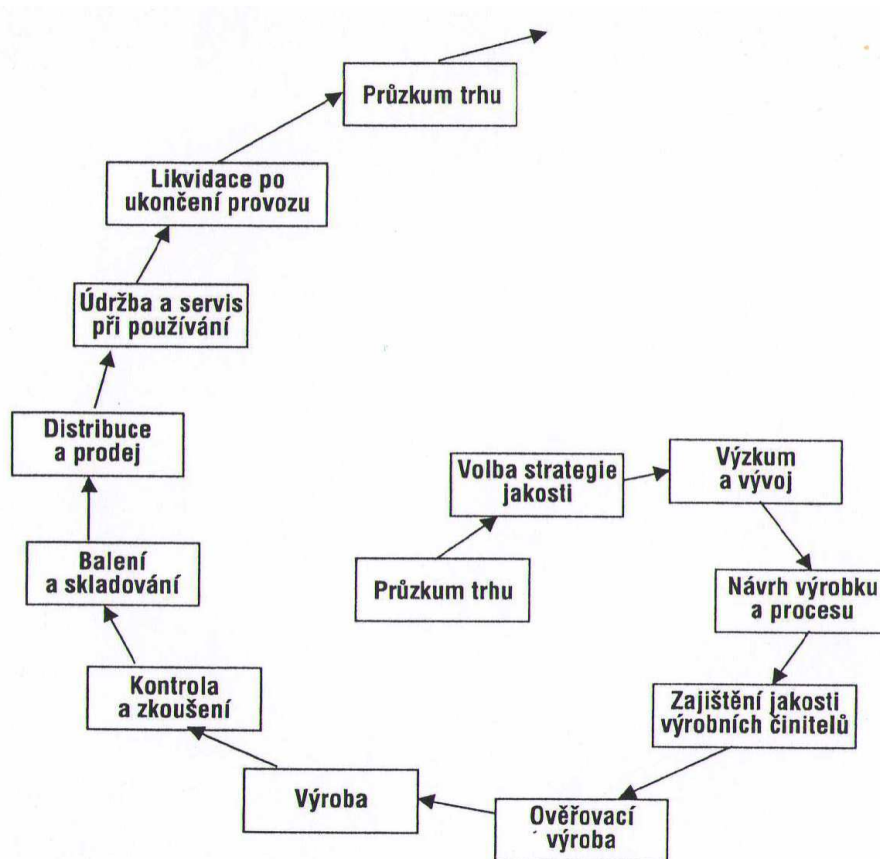 Průzkum trhu
Likvidace po
ukončení provozu
Údržba a servis
při používání
Distribuce
a prodej
Balení
a skladování
Kontrola
a zkoušení
Výroba
Ověřovací
výroba
Zajištění jakosti
výrobních činitelů
Návrh výrobku
a procesu
Výzkum
a vývoj
Volba strategie
jakosti
Průzkum trhu